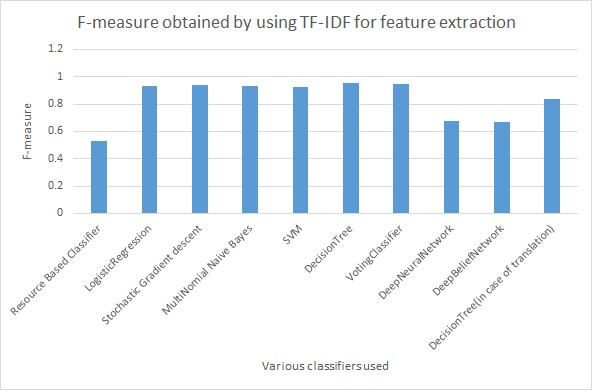 F-measure obtained by using TF-IDF for feature extraction
1.2
1
0.8
0.6
0.4
0.2
0
F-measure
Resource Based Classifier
LogisticRegression
Stochastic Gradient descent
MultiNomial Naive Bayes
SVM
DecisionTree
VotingClassifier
DeepNeuralNetwork
DeepBeliefNetwork
DecisionTree(in case of translation)
Various classifiers used